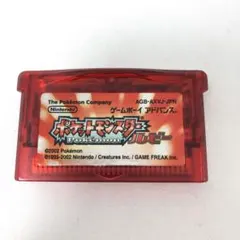 The Pokémon Company
AGB-AXVJ-JPN
Nintendo
ゲームボーイ アドバンス
ポケットモンスター
ルビー
©2002 Pokémon
©1995-2002 Nintendo / Creatures Inc. / GAME FREAK inc.